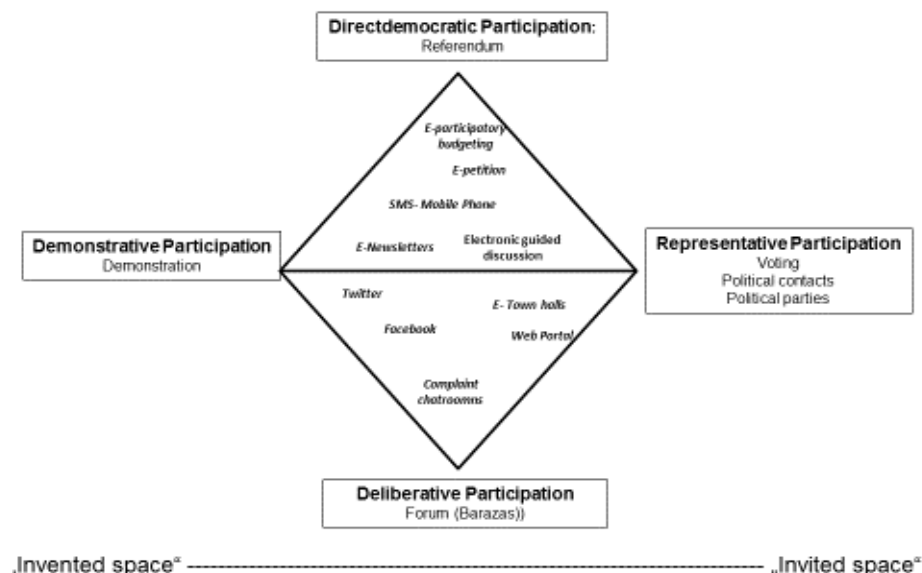 Directdemocratic Participation:
Referendum
E-participatory
budgeting
E-petition
SMS- Mobile Phone
Demonstrative Participation
Demonstration
E-Newsletters
Electronic guided
discussion
Representative Participation
Voting
Political contacts
Political parties
Twitter
E- Town halls
Facebook
Web Portal
Complaint
chatroomns
Deliberative Participation
Forum (Barazas))
„Invented space“ ---------------------------------------------------------------- „Invited space“